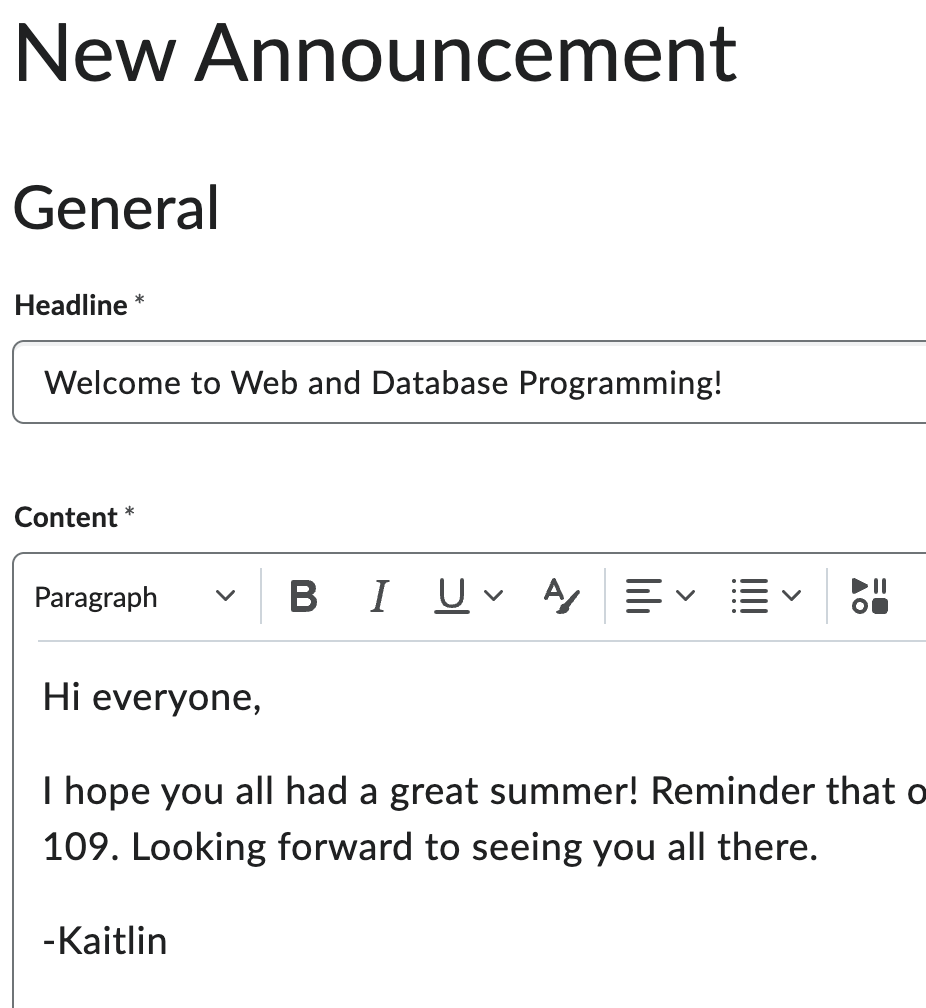 New Announcement
General
Headline *
Welcome to Web and Database Programming!
Content *
Paragraph B I U A
Hi everyone,
I hope you all had a great summer! Reminder that
109. Looking forward to seeing you all there.
-Kaitlin